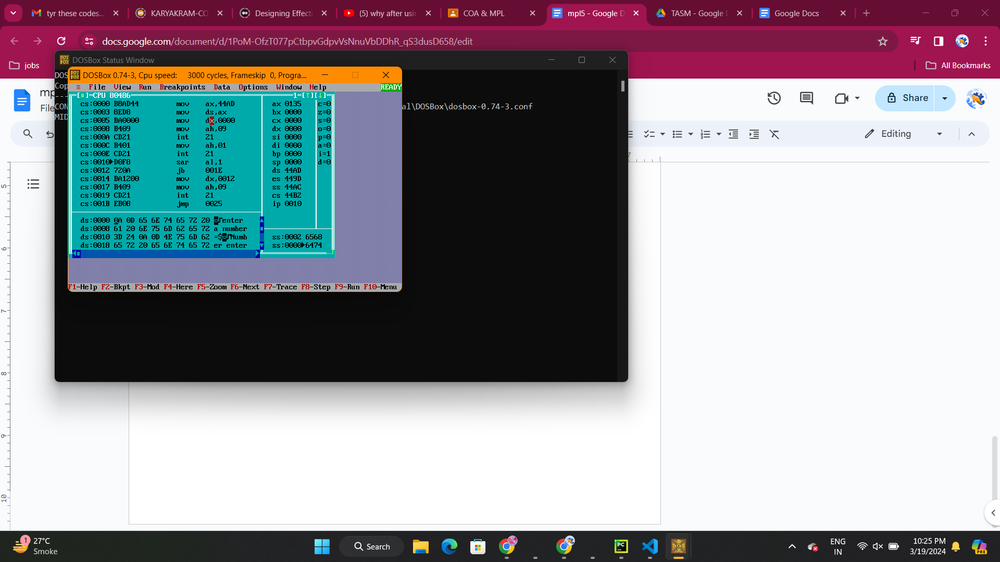 tyr these codes...
KARYAKRAM-CO
Designing Effecti
(5) why after usin
COA & MPL
mpl5 - Google D
TASM - Google D
Google Docs
docs.google.com/document/d/1PoM-OfzT077pCtbpvGdpvVsNnuVbDDhR_qS3dusD658/edit
jobs
All Bookmarks
DOSBox Status Window
DOSBox 0.74-3, Cpu speed: 3000 cycles, Frameskip 0, Progra...
DOS
Cop
---
CON
al\DOSBox\dosbox-0.74-3.conf
MID
mp
File
Share
Editing
≡ File View Run Breakpoints Data Options Window Help READY
[■]=CPU 80486 1=[↑][↓]
cs:0000 B8AD44 mov ax,44AD ax 0135 c=0
cs:0003 8ED8 mov ds,ax bx 0000 z=0
cs:0005 BA0000 mov dx,0000 cx 0000 s=0
cs:0008 B409 mov ah,09 dx 0000 o=0
cs:000A CD21 int 21 si 0000 p=0
cs:000C B401 mov ah,01 di 0000 a=0
cs:000E CD21 int 21 bp 0000 i=1
cs:0010►D0F8 sar al,1 sp 0000 d=0
cs:0012 720A jb 001E ds 44AD
cs:0014 BA1200 mov dx,0012 es 449D
cs:0017 B409 mov ah,09 ss 44AC
cs:0019 CD21 int 21 cs 44B2
cs:001B EB08 jmp 0025 ip 0010
ds:0000 0A 0D 65 6E 74 65 72 20 ◙♪enter
ds:0008 61 20 6E 75 6D 62 65 72 a number
ds:0010 3D 24 0A 0D 4E 75 6D 62 =$◙♪Numb ss:0002 6568
ds:0018 65 72 20 65 6E 74 65 72 er enter ss:0000►6474
F1-Help F2-Bkpt F3-Mod F4-Here F5-Zoom F6-Next F7-Trace F8-Step F9-Run F10-Menu
7
5
6
7
8
9
10
1
27°C
Smoke
Search
PC
DOS
BOX
PRE
ENG
IN
10:25 PM
3/19/2024